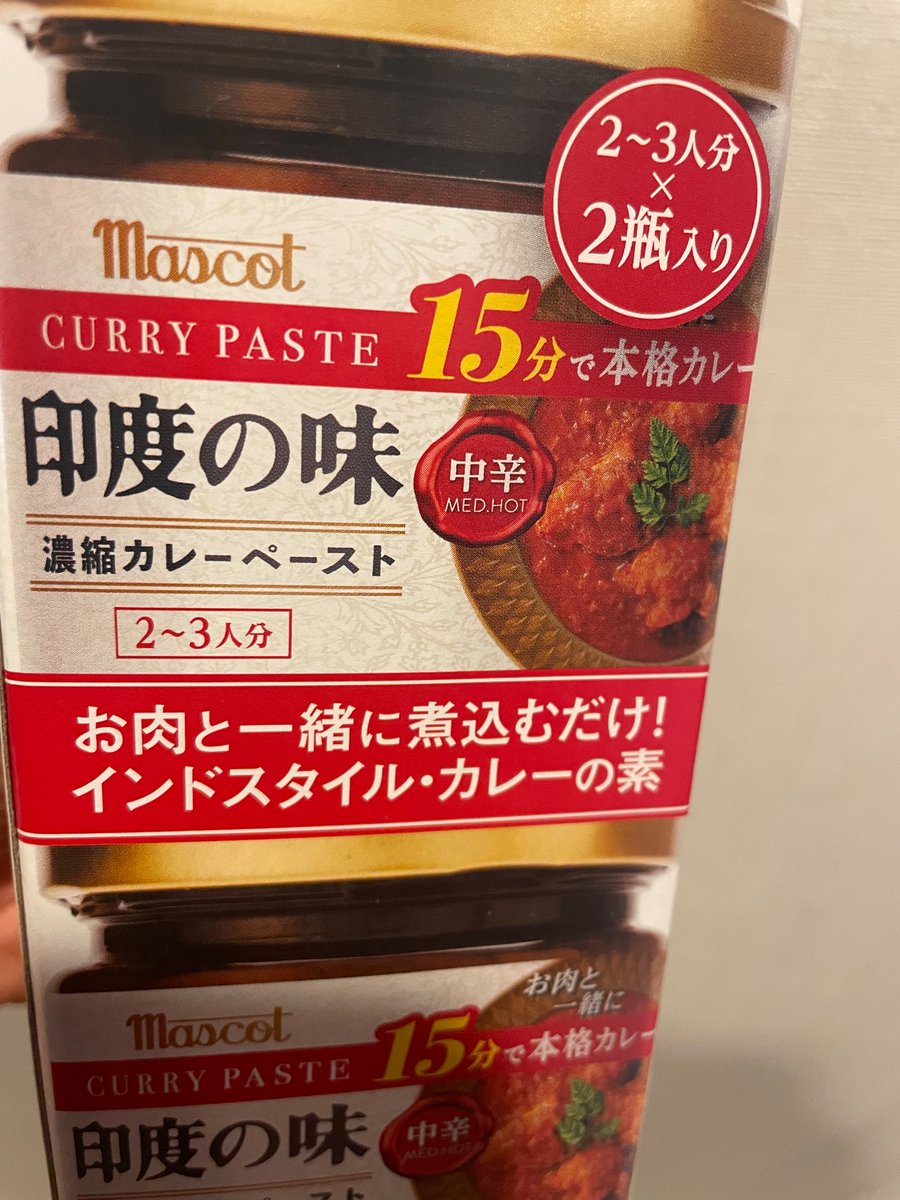 2~3人分
×
2瓶入り
mascot
CURRY PASTE 15分で本格カレー
印度の味
中辛
MED.HOT
濃縮カレーペースト
2~3人分
お肉と一緒に煮込むだけ!
インドスタイル・カレーの素
お肉と
一緒に
mascot
CURRY PASTE 15分で本格カレー
印度の味
中辛
MED.HOT
ペースト